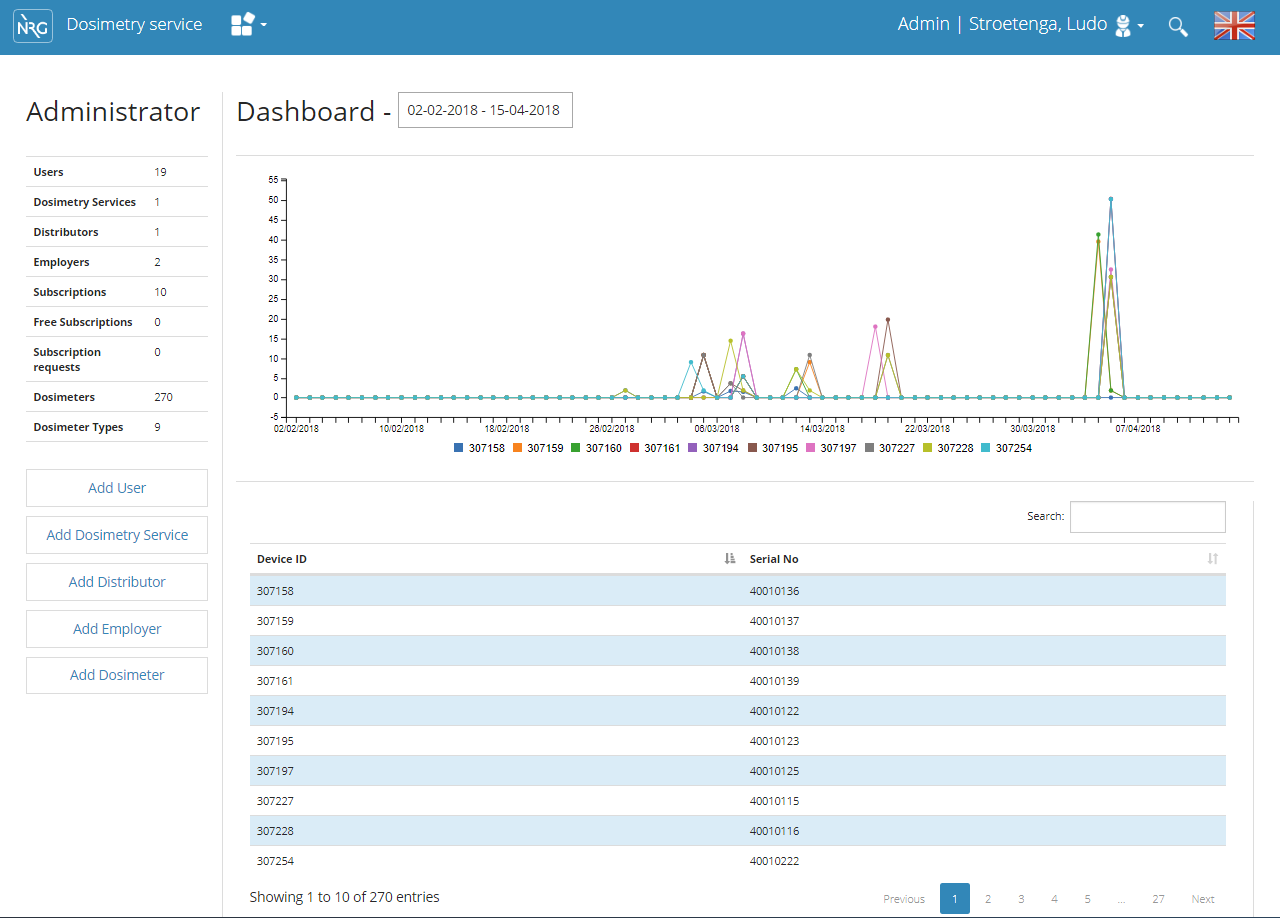 NRG Dosimetry service
Admin | Stroetenga, Ludo
Administrator
Users 19
Dosimetry Services 1
Distributors 1
Employers 2
Subscriptions 10
Free Subscriptions 0
Subscription requests 0
Dosimeters 270
Dosimeter Types 9
Add User
Add Dosimetry Service
Add Distributor
Add Employer
Add Dosimeter
Dashboard - 02-02-2018 - 15-04-2018
55
50
45
40
35
30
25
20
15
10
5
0
-5
02/02/2018 10/02/2018 18/02/2018 26/02/2018 06/03/2018 14/03/2018 22/03/2018 30/03/2018 07/04/2018
307158 307159 307160 307161 307194 307195 307197 307227 307228 307254
Search:
Device ID Serial No
307158 40010136
307159 40010137
307160 40010138
307161 40010139
307194 40010122
307195 40010123
307197 40010125
307227 40010115
307228 40010116
307254 40010222
Showing 1 to 10 of 270 entries
Previous 1 2 3 4 5 ... 27 Next